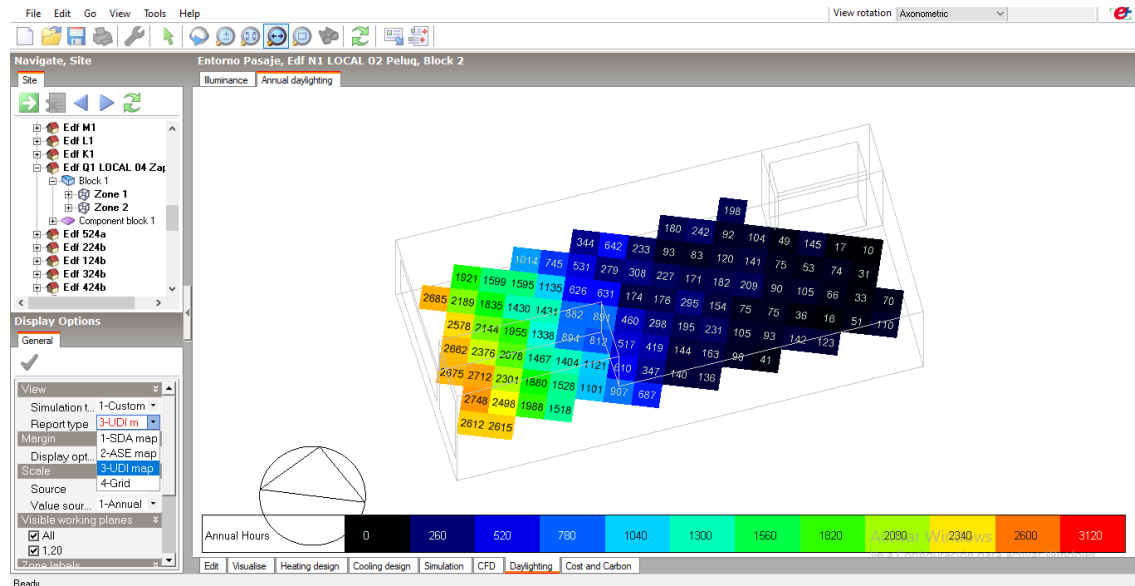 File Edit Go View Tools Help
View rotation Axonometric
Navigate, Site
Entorno Pasaje, Edf N1 LOCAL 02 Peluq, Block 2
Site
Illuminance Annual daylighting
Edf M1
Edf L1
Edf K1
Edf Q1 LOCAL 04 Zap
Block 1
Zone 1
Zone 2
Component block 1
Edf 524a
Edf 224b
Edf 124b
Edf 324b
Edf 424b
Display Options
General
View
Simulation t... 1-Custom
Report type 3-UDI m
1-SDA map
2-ASE map
3-UDI map
4-Grid
Margin
Display opt...
Scale
Source
Value sour... 1-Annual
Visible working planes
All
1,20
Zone labels
198
180 242 92 104 49 145 17 10
344 642 233 93 83 120 141 75 53 74 31
1014 745 531 279 308 227 171 182 209 90 105 66 33 70
1921 1599 1595 1135 626 631 174 176 295 154 75 75 36 16 51 110
2685 2189 1835 1430 1431 882 891 460 298 195 231 105 93 142 123
2578 2144 1955 1338 894 812 517 419 144 163 98 41
2662 2376 2078 1467 1404 1121 610 347 140 136
2675 2712 2301 1880 1528 1101 907 687
2748 2498 1988 1518
2612 2615
Annual Hours 0 260 520 780 1040 1300 1560 1820 2080 2340 2600 3120
Edit Visualise Heating design Cooling design Simulation CFD Daylighting Cost and Carbon
Ready